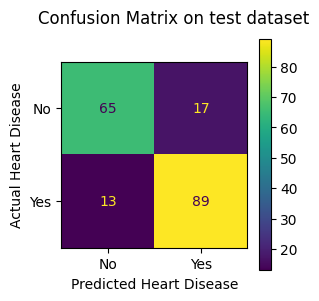 Confusion Matrix on test dataset
Actual Heart Disease
No
Yes
65 17
13 89
No Yes
Predicted Heart Disease
80
70
60
50
40
30
20